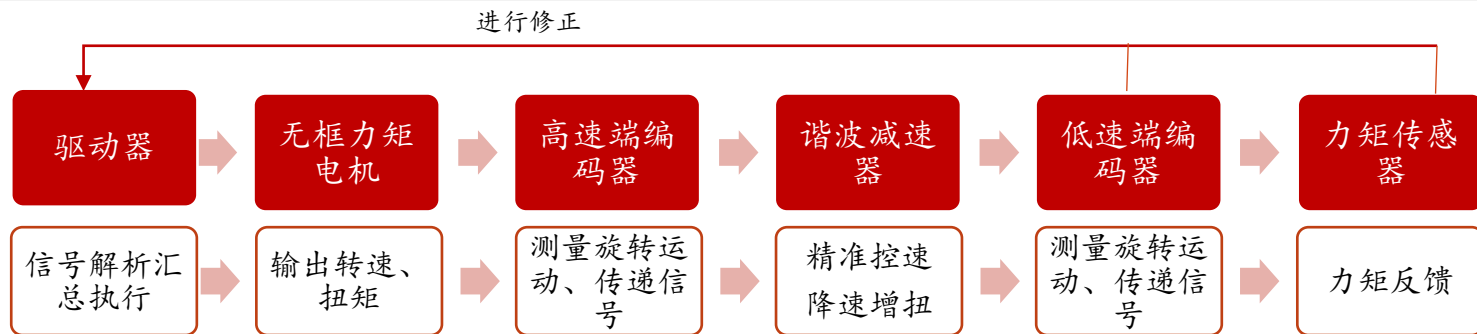 进行修正
驱动器
无框力矩
电机
高速端编
码器
谐波减速
器
低速端编
码器
力矩传感
器
信号解析汇
总执行
输出转速、
扭矩
测量旋转运
动、传递信
号
精准控速
降速增扭
测量旋转运
动、传递信
号
力矩反馈